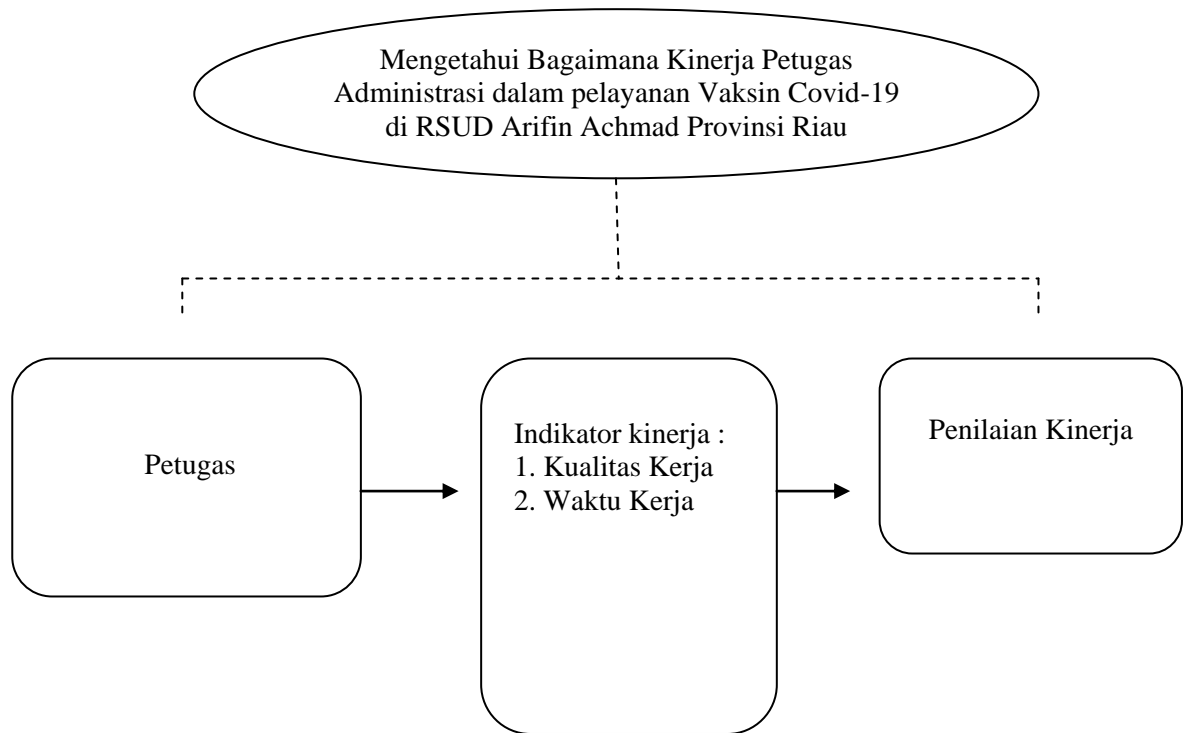 Mengetahui Bagaimana Kinerja Petugas
Administrasi dalam pelayanan Vaksin Covid-19
di RSUD Arifin Achmad Provinsi Riau
Petugas
Indikator kinerja :
1. Kualitas Kerja
2. Waktu Kerja
Penilaian Kinerja